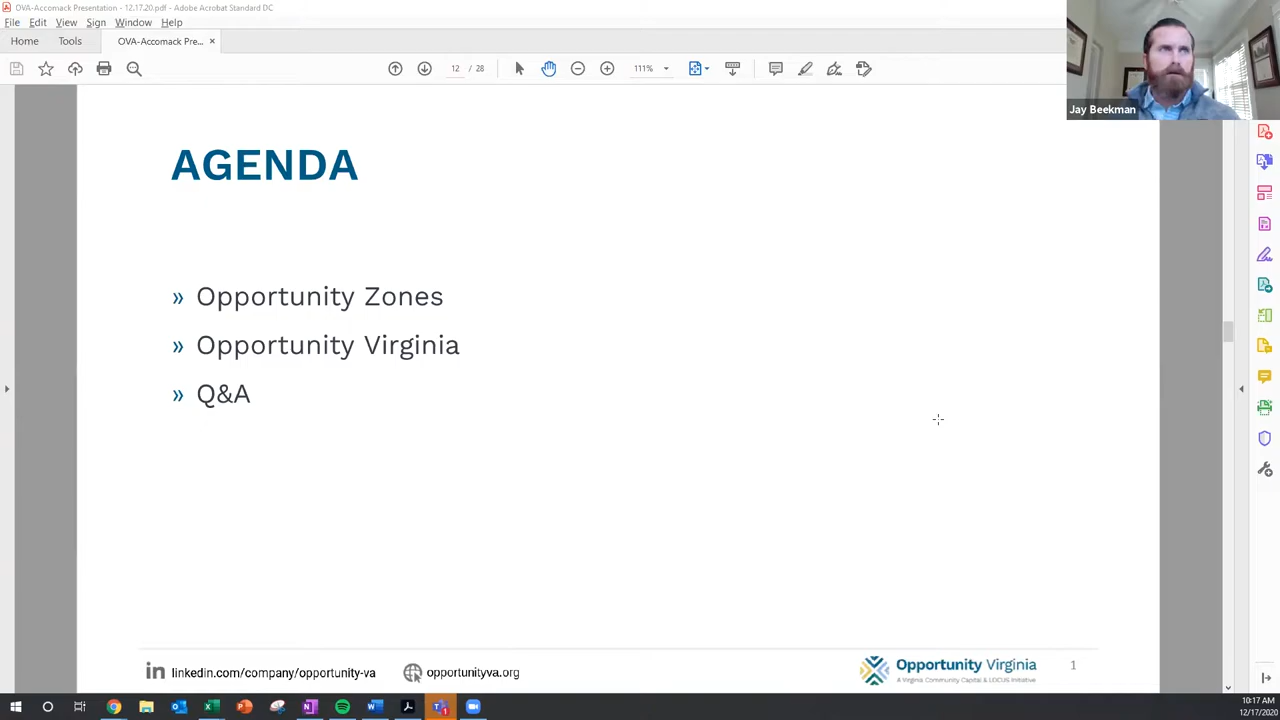 OVA-Accomack Presentation - 12.17.20.pdf - Adobe Acrobat Standard DC
File Edit View Sign Window Help
Home Tools OVA-Accomack Pre... ×
12 / 28 111%
Jay Beekman
AGENDA
» Opportunity Zones
» Opportunity Virginia
» Q&A
linkedin.com/company/opportunity-va opportunityva.org Opportunity Virginia 1
A Virginia Community Capital & LOCUS Initiative
10:17 AM
12/17/2020